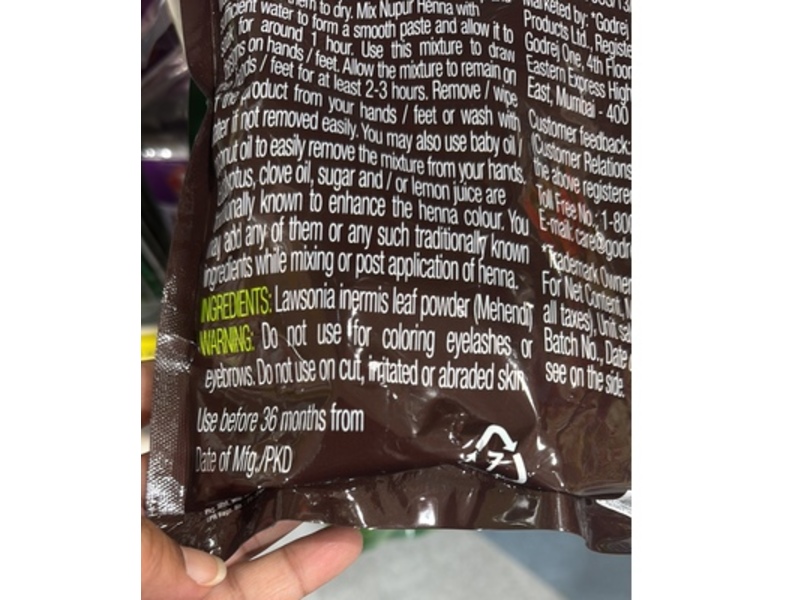 them to dry. Mix Nupur Henna with
water to form a smooth paste and allow it to
for around 1 hour. Use this mixture to draw
on hands / feet. Allow the mixture to remain on
/ feet for at least 2-3 hours. Remove / wipe
the product from your hands / feet or wash with
if not removed easily. You may also use baby oil /
oil to easily remove the mixture from your hands.
clove oil, sugar and / or lemon juice are
known to enhance the henna colour. You
add any of them or any such traditionally known
ingredients while mixing or post application of henna.
INGREDIENTS: Lawsonia inermis leaf powder (Mehendi)
WARNING: Do not use for coloring eyelashes or
eyebrows. Do not use on cut, irritated or abraded skin.
Use before 36 months from
Date of Mfg./PKD
7
Marketed by: *Godrej
Products Ltd., Registe
Godrej One, 4th Floor
Eastern Express High
East, Mumbai - 400
Customer feedback:
(Customer Relations
the above registered
Toll Free No.: 1-800
E-mail: care@godr
*Trademark Owner
For Net Content, M
all taxes), Unit sal
Batch No., Date
see on the side.